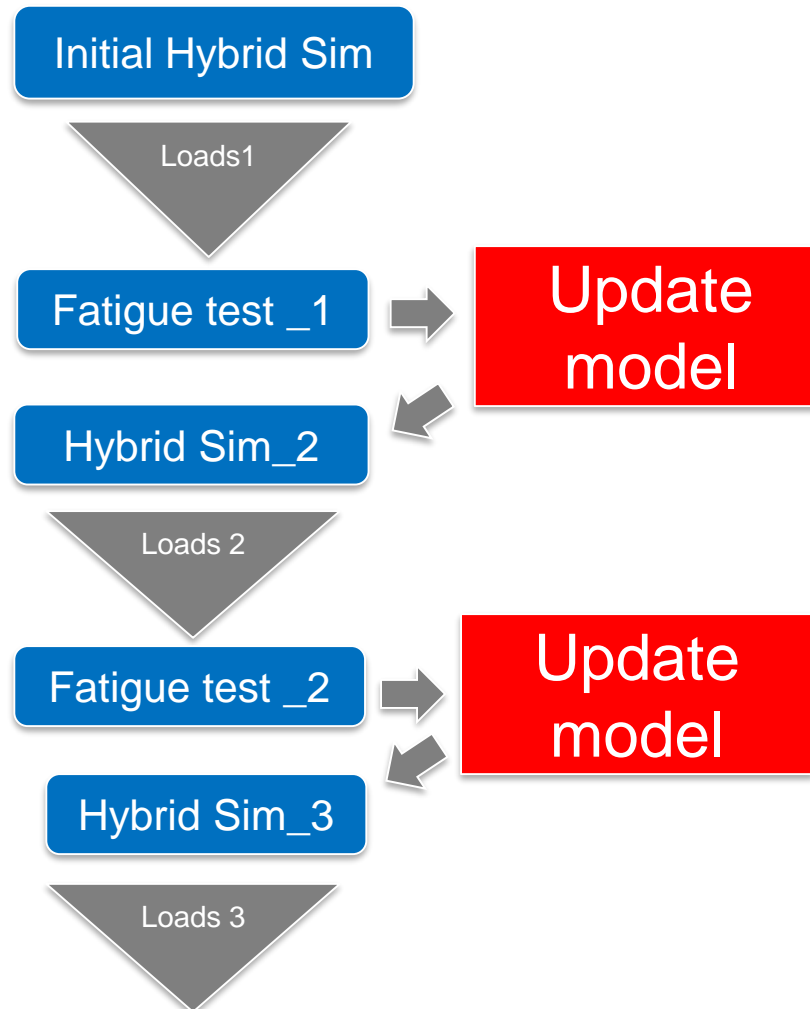 Initial Hybrid Sim
Loads1
Fatigue test _1
Update
model
Hybrid Sim_2
Loads 2
Fatigue test _2
Update
model
Hybrid Sim_3
Loads 3